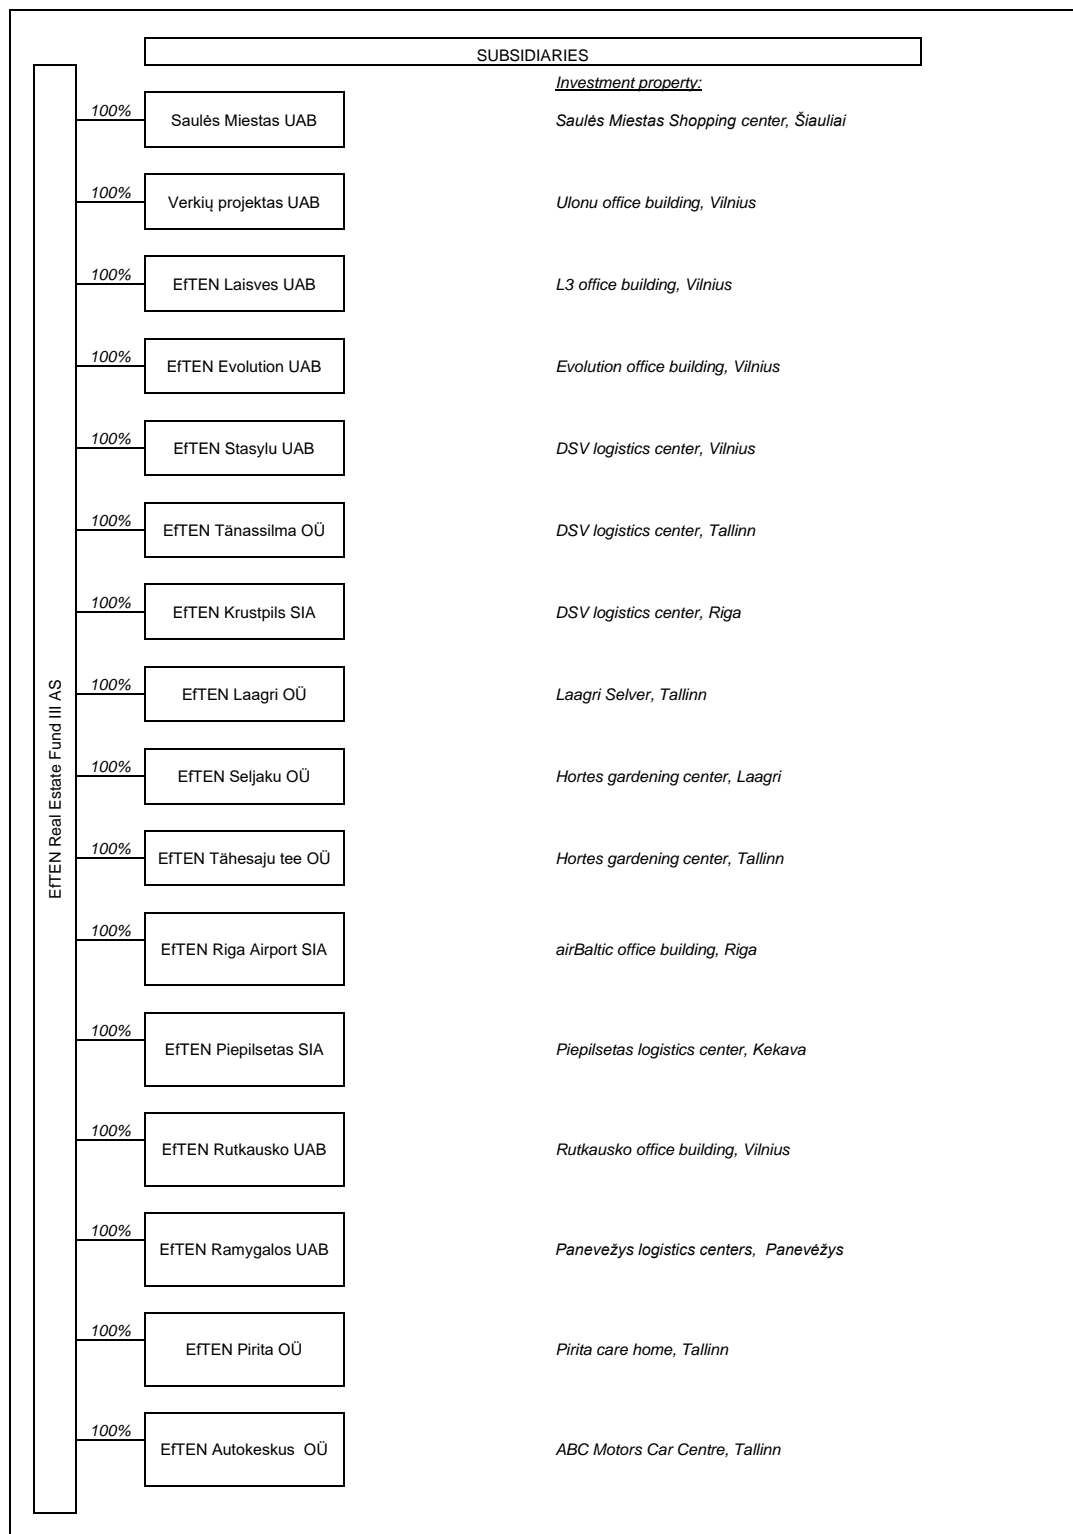 SUBSIDIARIES
Investment property:
EfTEN Real Estate Fund III AS
100% Saulės Miestas UAB Saulės Miestas Shopping center, Šiauliai
100% Verkių projektas UAB Ulonu office building, Vilnius
100% EfTEN Laisves UAB L3 office building, Vilnius
100% EfTEN Evolution UAB Evolution office building, Vilnius
100% EfTEN Stasylu UAB DSV logistics center, Vilnius
100% EfTEN Tänassilma OÜ DSV logistics center, Tallinn
100% EfTEN Krustpils SIA DSV logistics center, Riga
100% EfTEN Laagri OÜ Laagri Selver, Tallinn
100% EfTEN Seljaku OÜ Hortes gardening center, Laagri
100% EfTEN Tähesaju tee OÜ Hortes gardening center, Tallinn
100% EfTEN Riga Airport SIA airBaltic office building, Riga
100% EfTEN Piepilsetas SIA Piepilsetas logistics center, Kekava
100% EfTEN Rutkausko UAB Rutkausko office building, Vilnius
100% EfTEN Ramygalos UAB Panevežys logistics centers, Panevėžys
100% EfTEN Pirita OÜ Pirita care home, Tallinn
100% EfTEN Autokeskus OÜ ABC Motors Car Centre, Tallinn